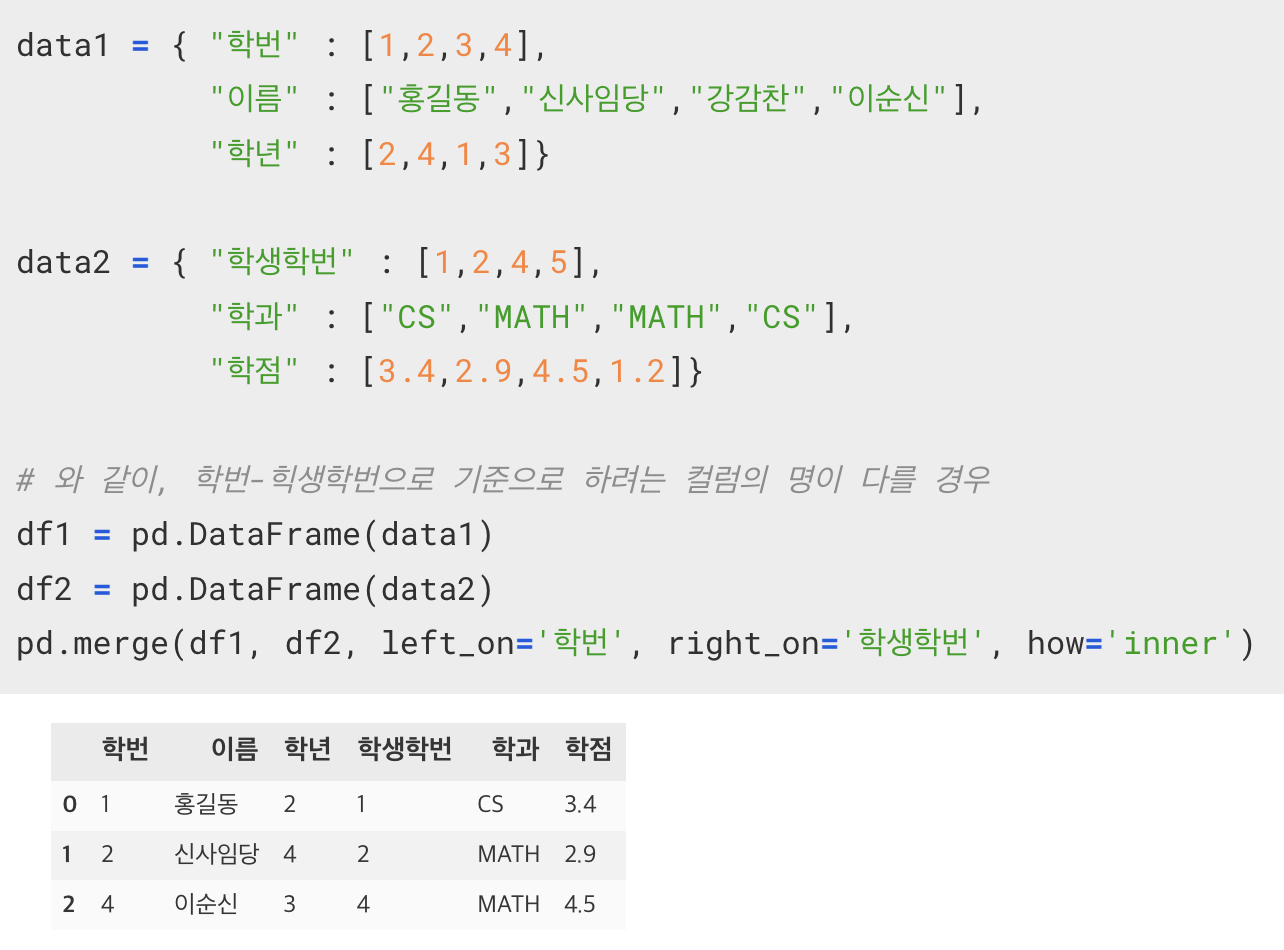 data1 = { "학번" : [1,2,3,4],
"이름" : ["홍길동","신사임당","강감찬","이순신"],
"학년" : [2,4,1,3]}
data2 = { "학생학번" : [1,2,4,5],
"학과" : ["CS","MATH","MATH","CS"],
"학점" : [3.4,2.9,4.5,1.2]}
# 와 같이, 학번-힉생학번으로 기준으로 하려는 컬럼의 명이 다를 경우
df1 = pd.DataFrame(data1)
df2 = pd.DataFrame(data2)
pd.merge(df1, df2, left_on='학번', right_on='학생학번', how='inner')
학번 이름 학년 학생학번 학과 학점
0 1 홍길동 2 1 CS 3.4
1 2 신사임당 4 2 MATH 2.9
2 4 이순신 3 4 MATH 4.5